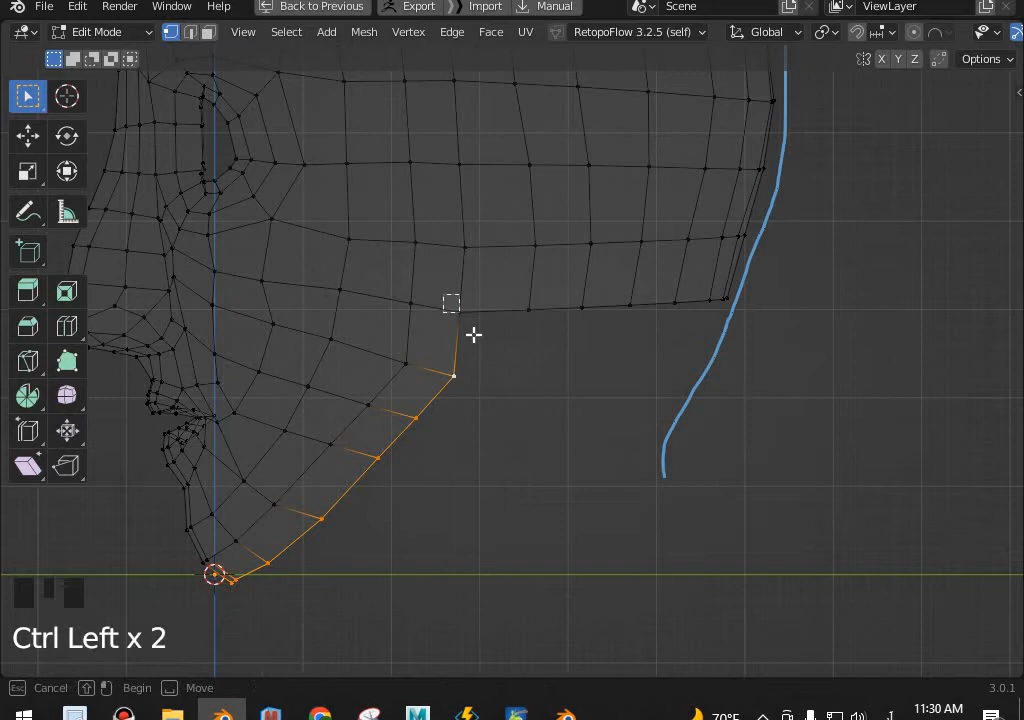 File Edit Render Window Help Back to Previous Export Import Manual Scene ViewLayer
Edit Mode View Select Add Mesh Vertex Edge Face UV RetopoFlow 3.2.5 (self) Global
X Y Z Options
Ctrl Left x 2
Esc Cancel Begin Move 3.0.1
70°F 11:30 AM